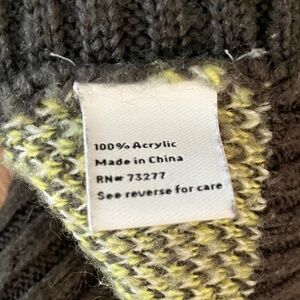 100% Acrylic
Made in China
RN# 73277
See reverse for care